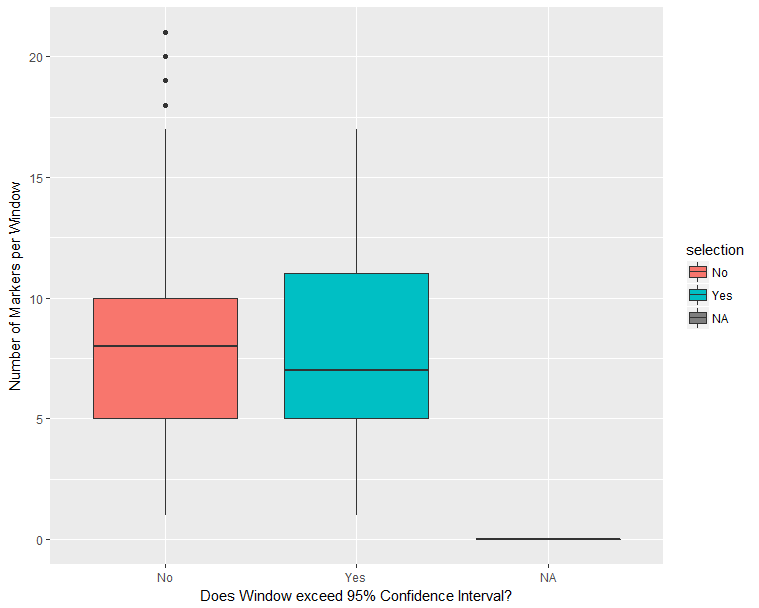 20
15
10
5
0
Number of Markers per Window
No Yes NA
Does Window exceed 95% Confidence Interval?
selection
No
Yes
NA